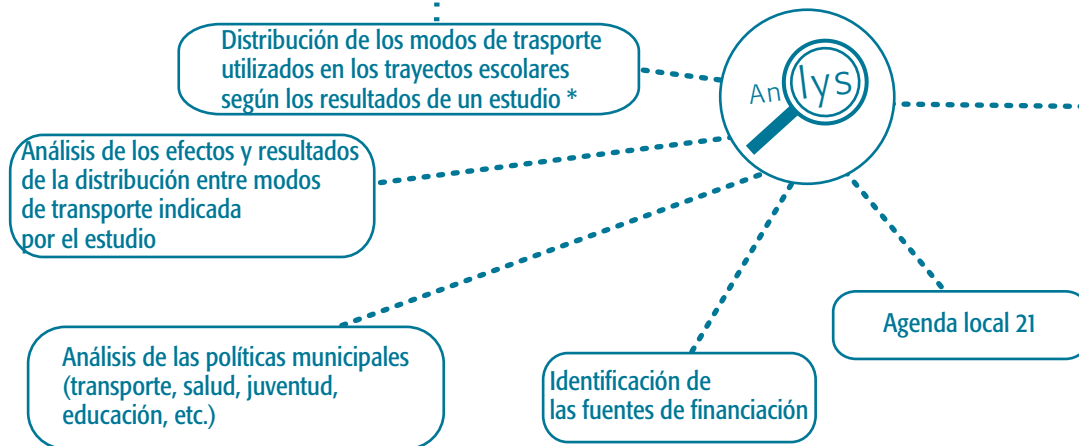 Distribución de los modos de trasporte
utilizados en los trayectos escolares
según los resultados de un estudio *
An lys
Análisis de los efectos y resultados
de la distribución entre modos
de transporte indicada
por el estudio
Agenda local 21
Análisis de las políticas municipales
(transporte, salud, juventud,
educación, etc.)
Identificación de
las fuentes de financiación